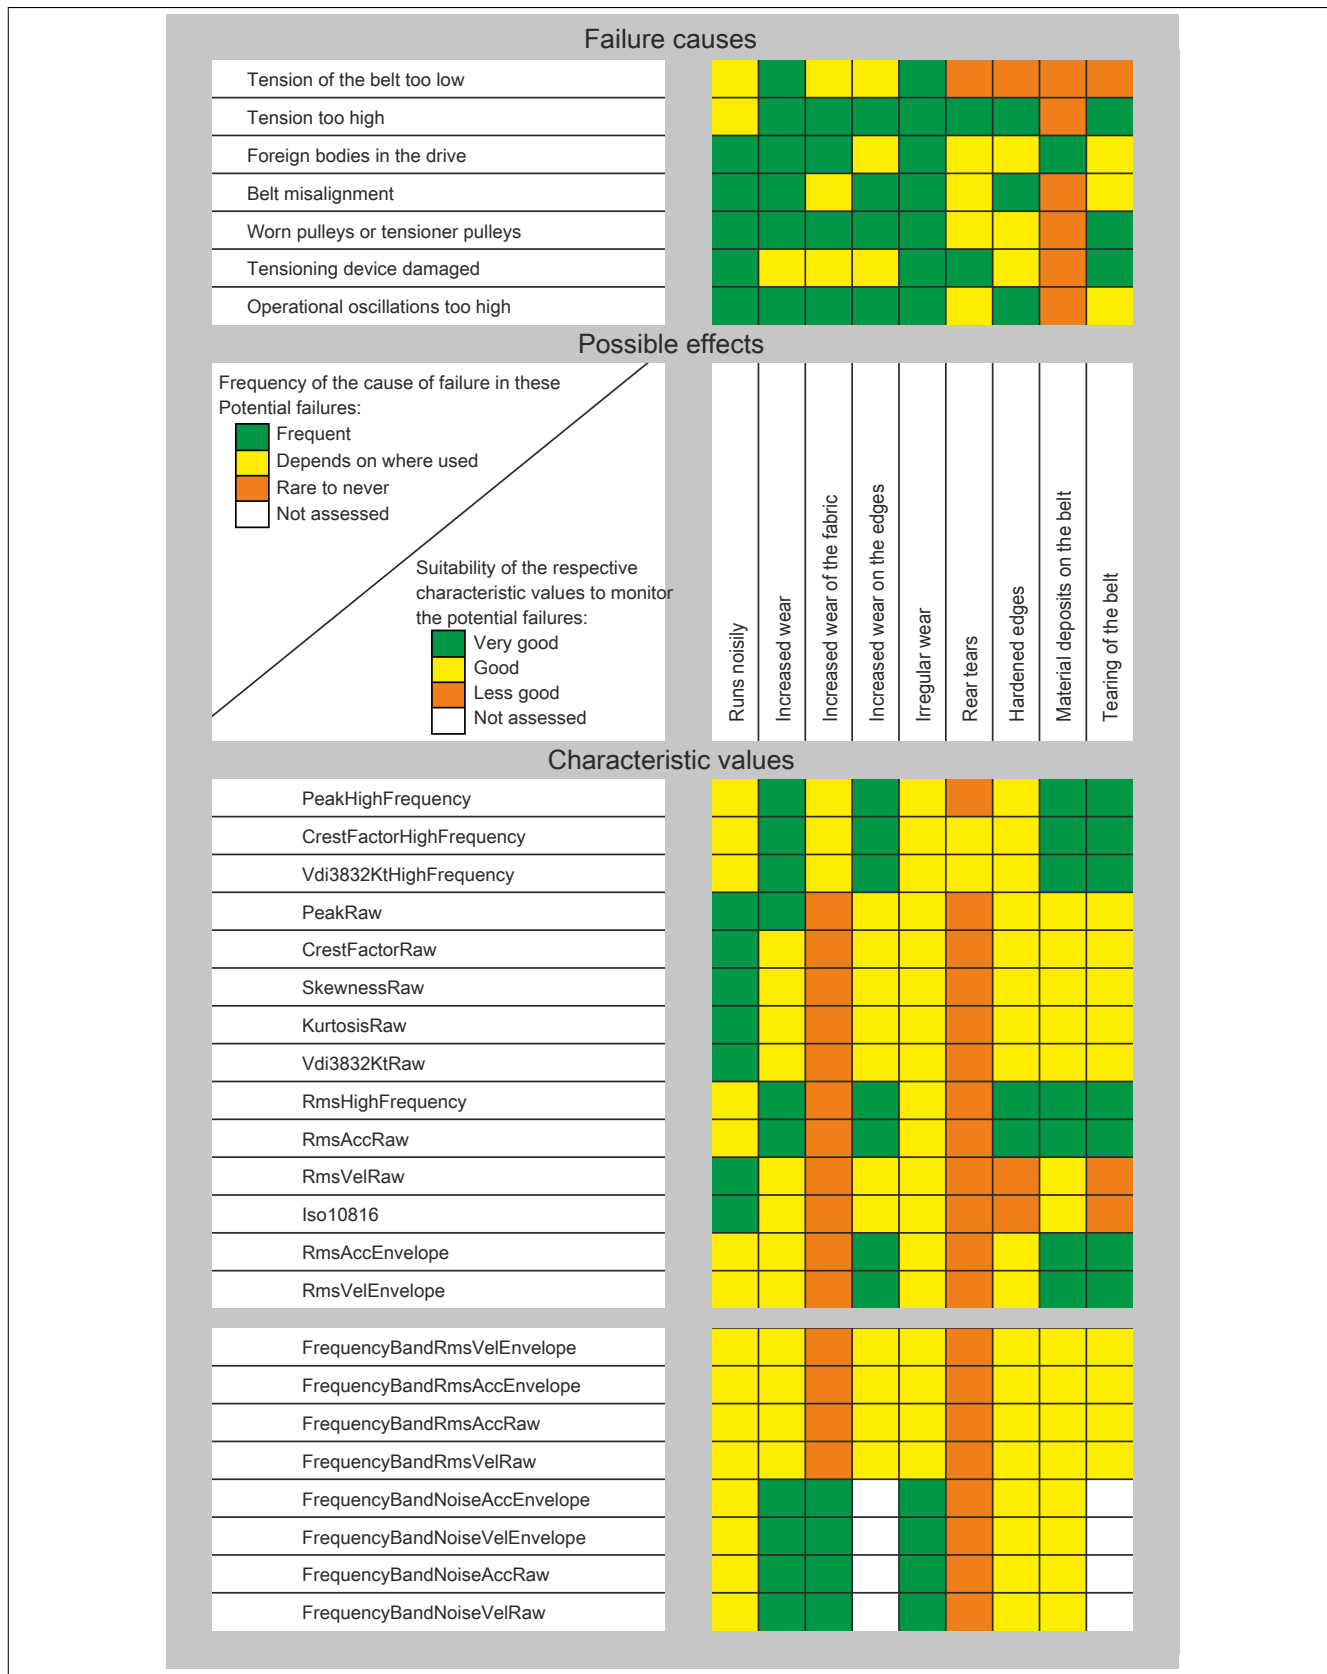 Failure causes
Tension of the belt too low
Tension too high
Foreign bodies in the drive
Belt misalignment
Worn pulleys or tensioner pulleys
Tensioning device damaged
Operational oscillations too high
Possible effects
Frequency of the cause of failure in these
Potential failures:
Frequent
Depends on where used
Rare to never
Not assessed
Suitability of the respective
characteristic values to monitor
the potential failures:
Very good
Good
Less good
Not assessed
Runs noisily
Increased wear
Increased wear of the fabric
Increased wear on the edges
Irregular wear
Rear tears
Hardened edges
Material deposits on the belt
Tearing of the belt
Characteristic values
PeakHighFrequency
CrestFactorHighFrequency
Vdi3832KtHighFrequency
PeakRaw
CrestFactorRaw
SkewnessRaw
KurtosisRaw
Vdi3832KtRaw
RmsHighFrequency
RmsAccRaw
RmsVelRaw
Iso10816
RmsAccEnvelope
RmsVelEnvelope
FrequencyBandRmsVelEnvelope
FrequencyBandRmsAccEnvelope
FrequencyBandRmsAccRaw
FrequencyBandRmsVelRaw
FrequencyBandNoiseAccEnvelope
FrequencyBandNoiseVelEnvelope
FrequencyBandNoiseAccRaw
FrequencyBandNoiseVelRaw